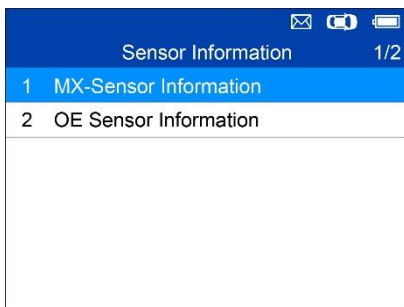 Sensor Information 1/2
1 MX-Sensor Information
2 OE Sensor Information